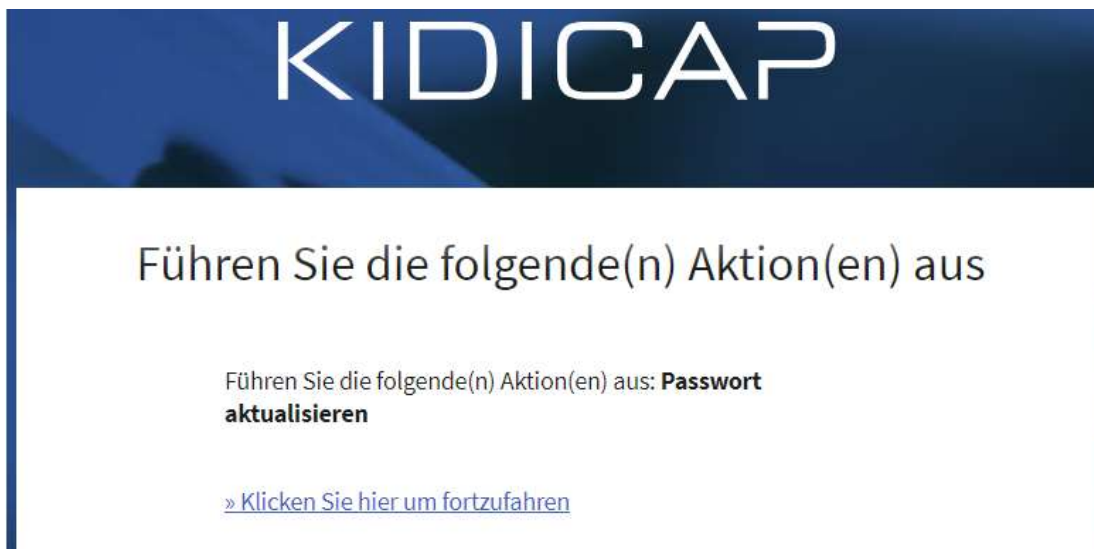 KIDICAP
Führen Sie die folgende(n) Aktion(en) aus
Führen Sie die folgende(n) Aktion(en) aus: Passwort
aktualisieren
» Klicken Sie hier um fortzufahren